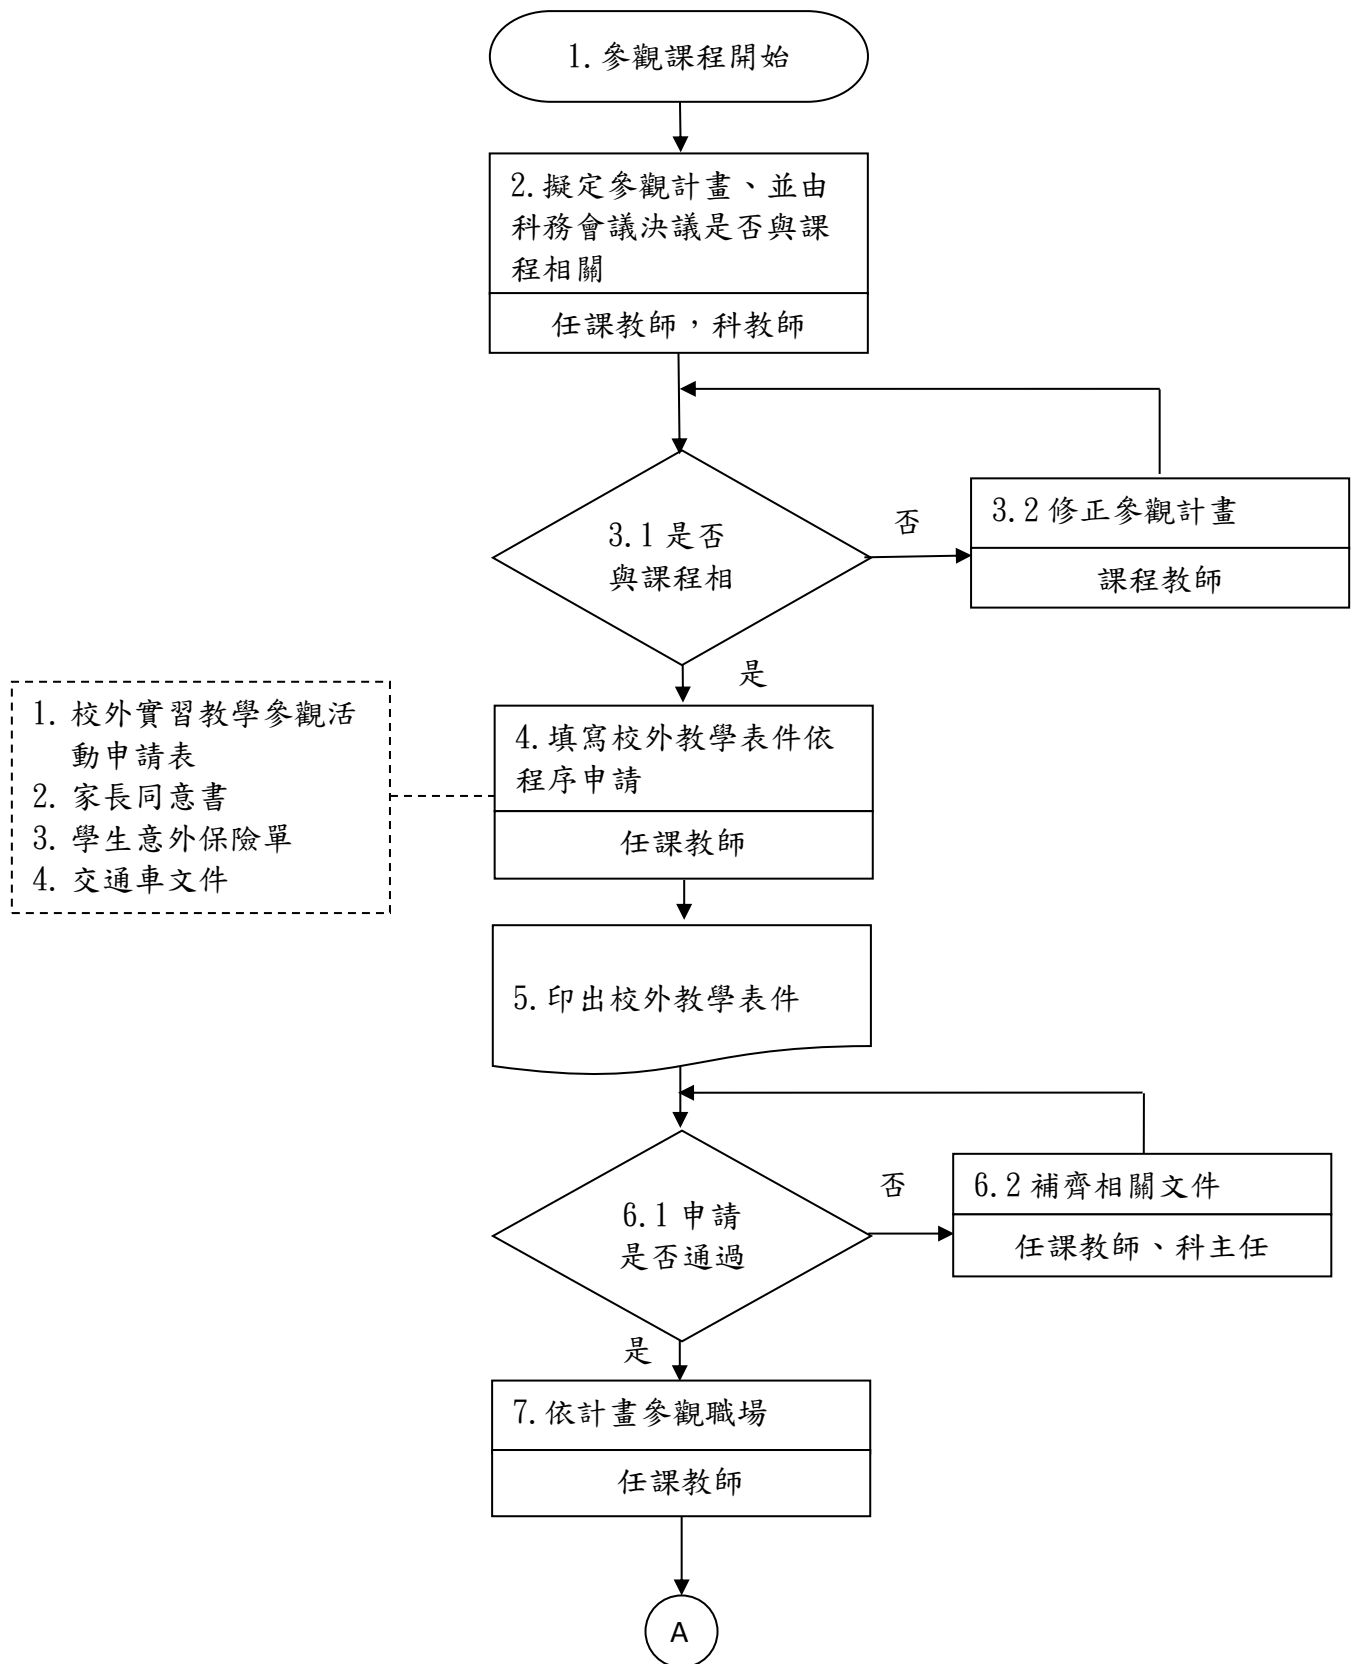 1.參觀課程開始
2.擬定參觀計畫、並由
科務會議決議是否與課
程相關
任課教師，科教師
3.1 是否
與課程相
否
3.2 修正參觀計畫
課程教師
是
1. 校外實習教學參觀活
動申請表
2. 家長同意書
3. 學生意外保險單
4. 交通車文件
4.填寫校外教學表件依
程序申請
任課教師
5.印出校外教學表件
6.1 申請
是否通過
否
6.2 補齊相關文件
任課教師、科主任
是
7.依計畫參觀職場
任課教師
A